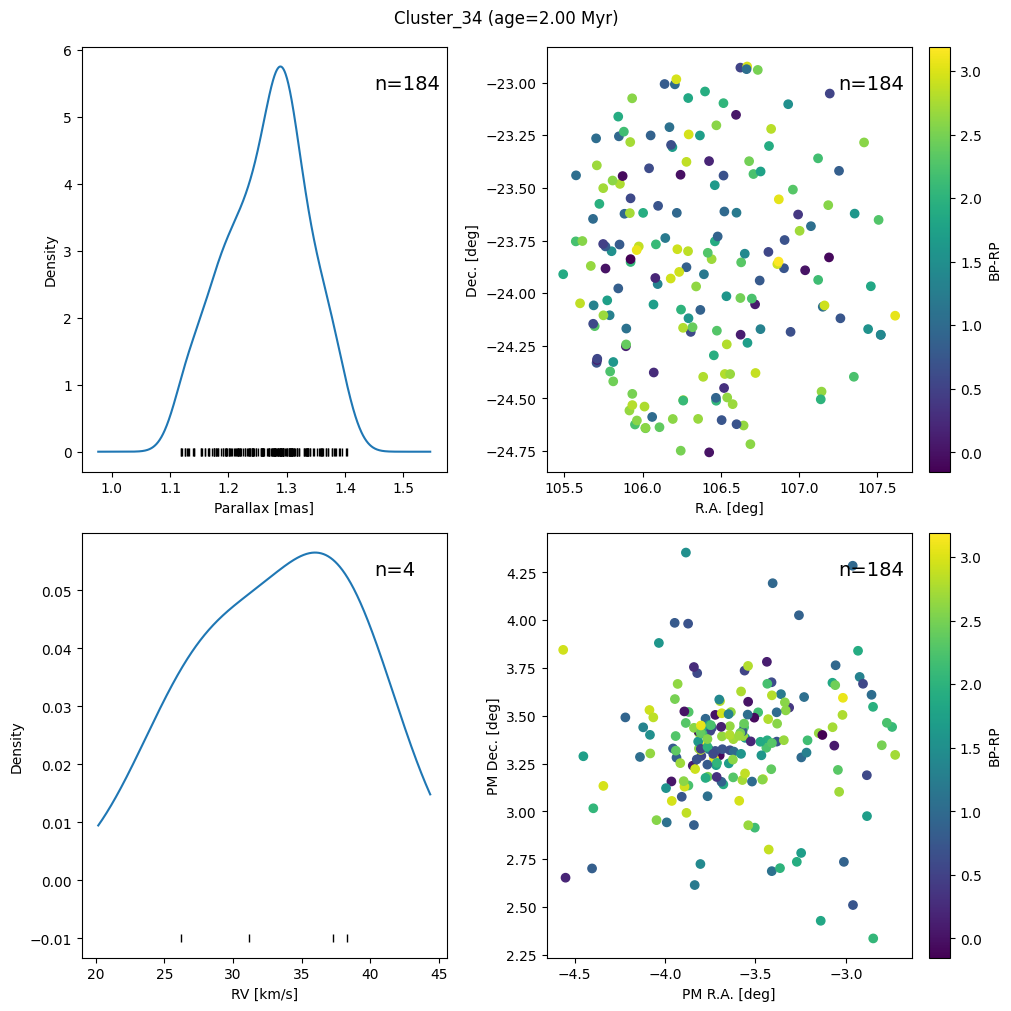 Cluster_34 (age=2.00 Myr)
6
5
4
3
2
1
0
Density
n=184
1.0 1.1 1.2 1.3 1.4 1.5
Parallax [mas]
−23.00
−23.25
−23.50
−23.75
−24.00
−24.25
−24.50
−24.75
Dec. [deg]
n=184
105.5 106.0 106.5 107.0 107.5
R.A. [deg]
3.0
2.5
2.0
1.5
1.0
0.5
0.0
BP-RP
0.05
0.04
0.03
0.02
0.01
0.00
−0.01
Density
n=4
20 25 30 35 40 45
RV [km/s]
4.25
4.00
3.75
3.50
3.25
3.00
2.75
2.50
2.25
PM Dec. [deg]
n=184
−4.5 −4.0 −3.5 −3.0
PM R.A. [deg]
3.0
2.5
2.0
1.5
1.0
0.5
0.0
BP-RP